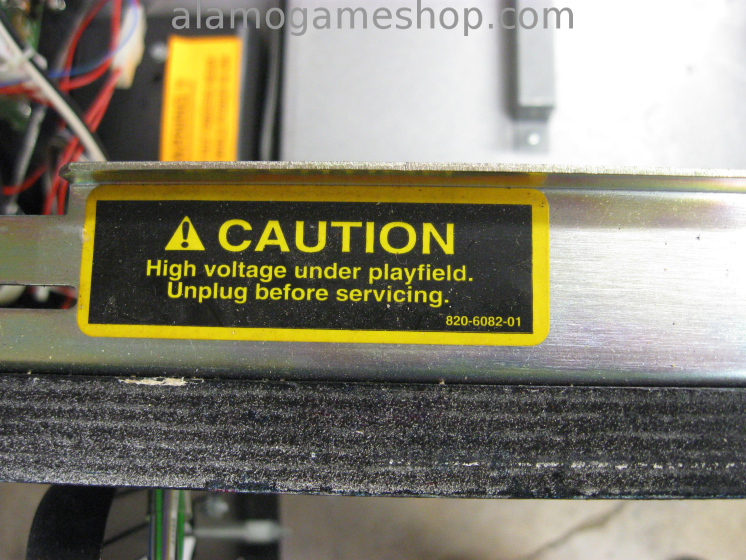 alamogameshop.com
CAUTION
High voltage under playfield.
Unplug before servicing.
820-6082-01